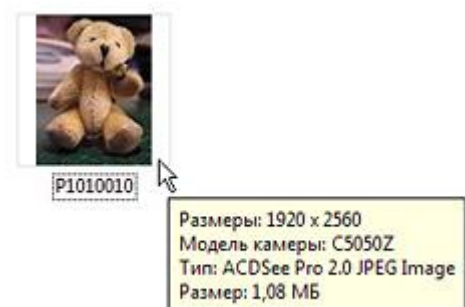 P1010010
Размеры: 1920 x 2560
Модель камеры: C5050Z
Тип: ACDSee Pro 2.0 JPEG Image
Размер: 1,08 МБ